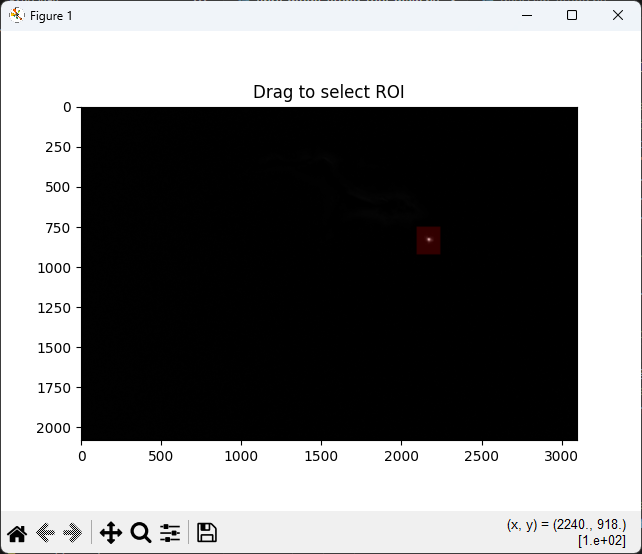 Figure 1
Drag to select ROI
0
250
500
750
1000
1250
1500
1750
2000
0 500 1000 1500 2000 2500 3000
(x, y) = (2240., 918.)
[1.e+02]